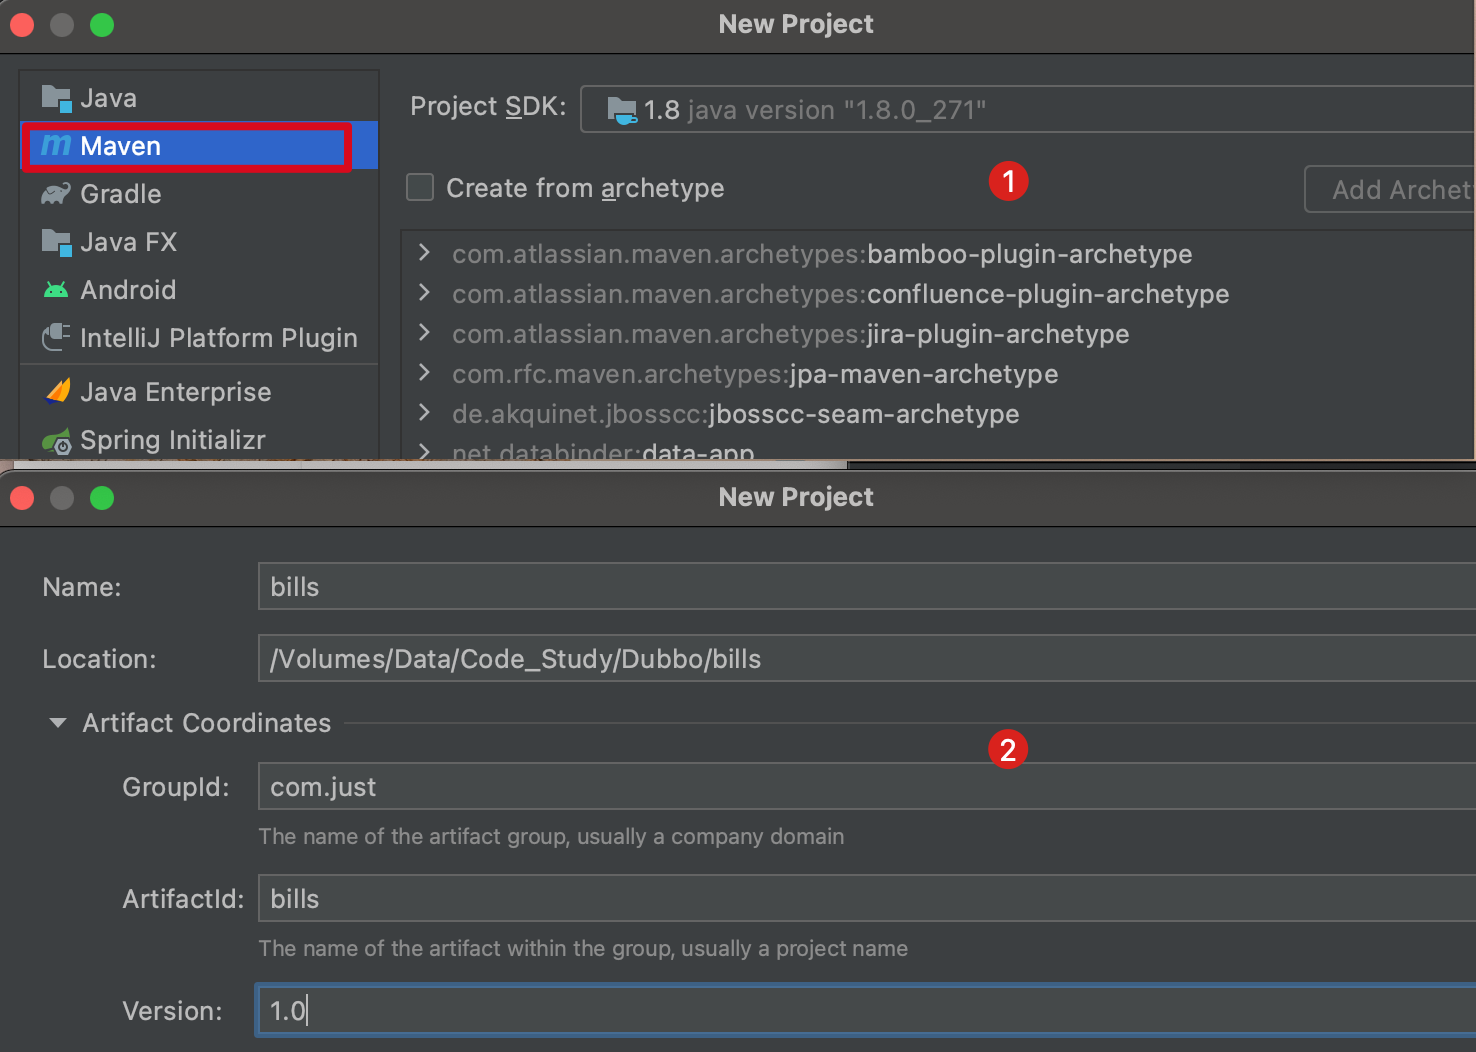 New Project
Java
Maven
Gradle
Java FX
Android
IntelliJ Platform Plugin
Java Enterprise
Spring Initializr
Project SDK: 1.8 java version "1.8.0_271"
Create from archetype
1
Add Archet
com.atlassian.maven.archetypes:bamboo-plugin-archetype
com.atlassian.maven.archetypes:confluence-plugin-archetype
com.atlassian.maven.archetypes:jira-plugin-archetype
com.rfc.maven.archetypes:jpa-maven-archetype
de.akquinet.jbosscc:jbosscc-seam-archetype
net.databinder:data-app
New Project
Name: bills
Location: /Volumes/Data/Code_Study/Dubbo/bills
Artifact Coordinates
2
GroupId: com.just
The name of the artifact group, usually a company domain
ArtifactId: bills
The name of the artifact within the group, usually a project name
Version: 1.0